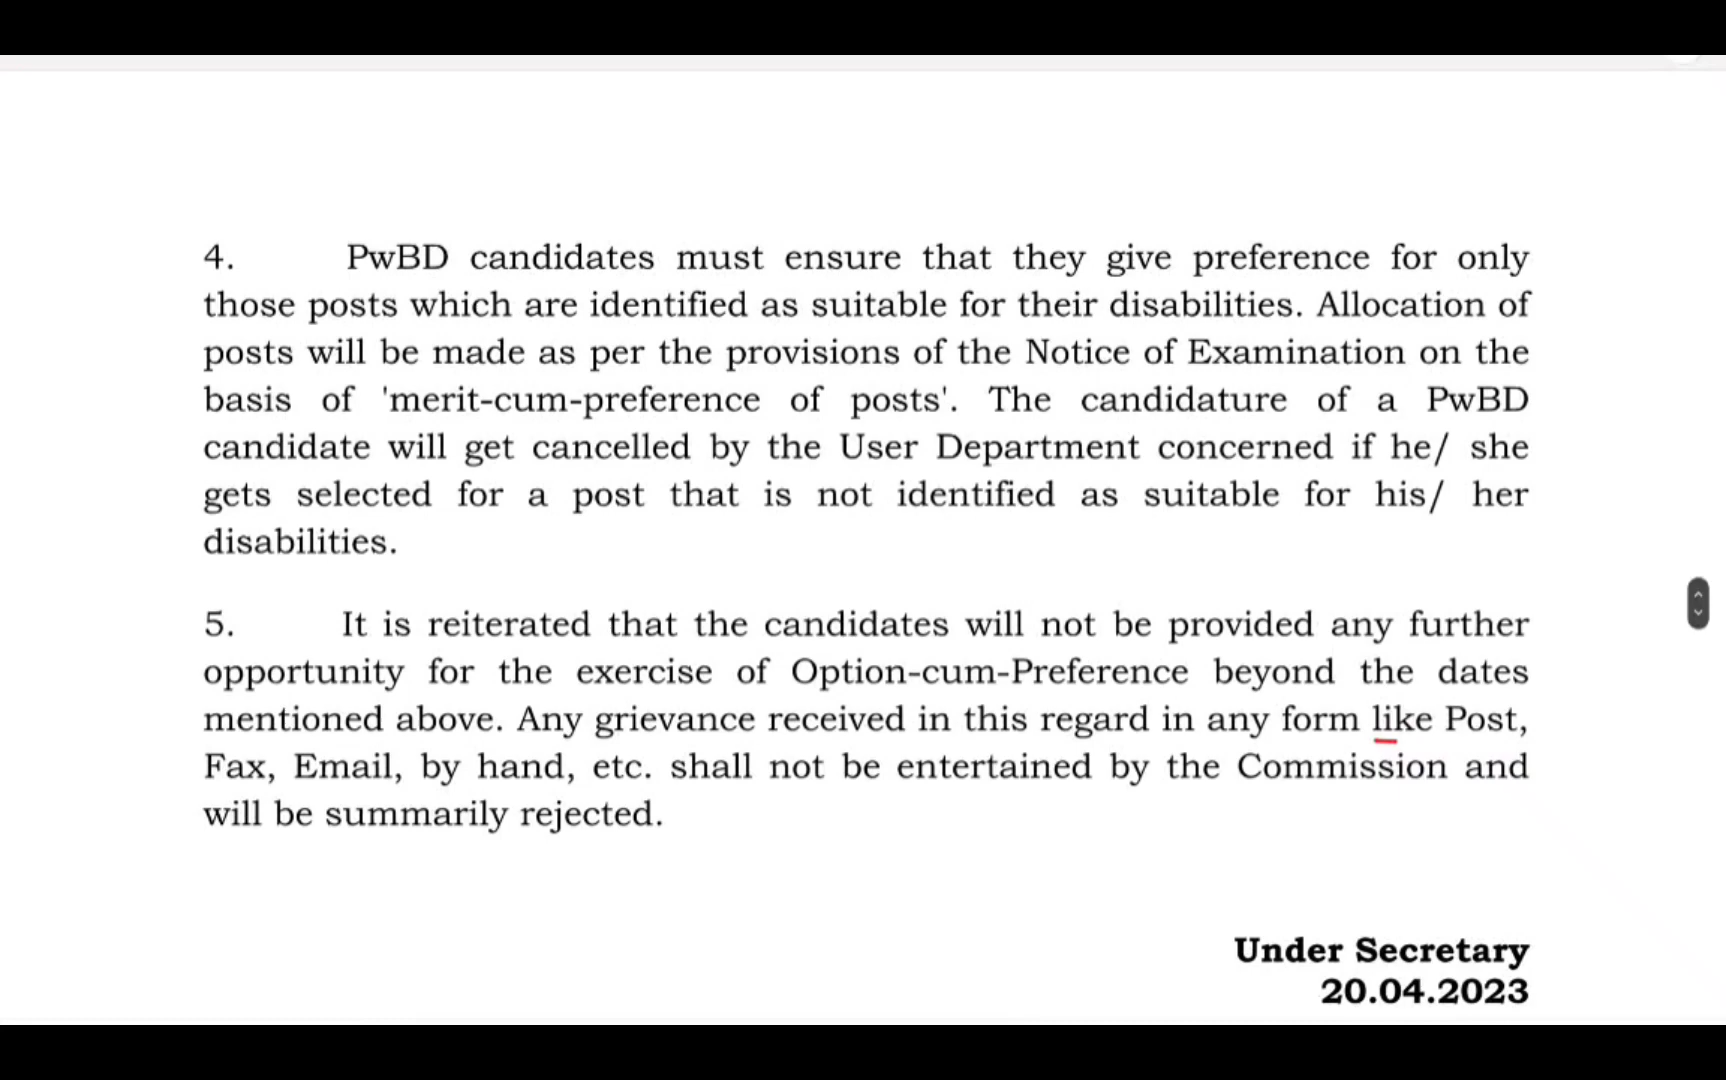 4. PwBD candidates must ensure that they give preference for only
those posts which are identified as suitable for their disabilities. Allocation of
posts will be made as per the provisions of the Notice of Examination on the
basis of 'merit-cum-preference of posts'. The candidature of a PwBD
candidate will get cancelled by the User Department concerned if he/ she
gets selected for a post that is not identified as suitable for his/ her
disabilities.
5. It is reiterated that the candidates will not be provided any further
opportunity for the exercise of Option-cum-Preference beyond the dates
mentioned above. Any grievance received in this regard in any form like Post,
Fax, Email, by hand, etc. shall not be entertained by the Commission and
will be summarily rejected.
Under Secretary
20.04.2023